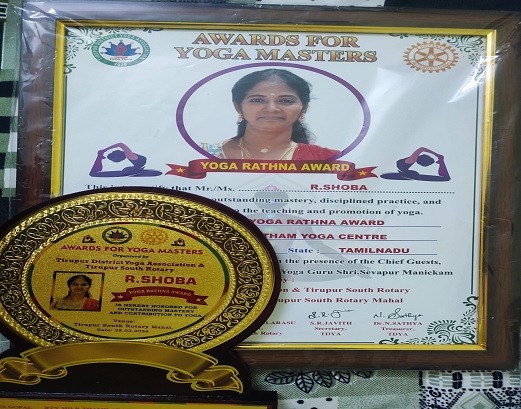 AWARDS FOR
YOGA MASTERS
YOGA RATHNA AWARD
that Mr/Ms. R.SHOBA
outstanding mastery, disciplined practice, and
the teaching and promotion of yoga.
YOGA RATHNA AWARD
YOGA CENTRE
State : TAMILNADU
the presence of the Chief Guests,
Yoga Guru Shri.Sevapur Manickam
& Tirupur South Rotary
South Rotary Mahal
S.R.JAVITH
Secretary,
TDYA
Dr.N.SATHYA
Treasurer,
TDYA
AWARDS FOR YOGA MASTERS
Organized by
Tirupur District Yoga Association &
Tirupur South Rotary
R.SHOBA
YOGA RATHNA AWARD
IS HEREBY HONORED FOR
OUTSTANDING MASTERY
AND CONTRIBUTION TO YOGA
Venue:
Tirupur South Rotary Mahal,